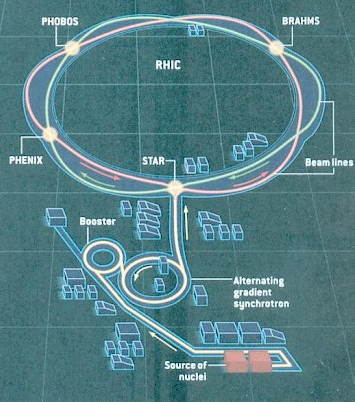 PHOBOS
BRAHMS
RHIC
PHENIX
STAR
Beam lines
Booster
Alternating
gradient
synchrotron
Source of
nuclei